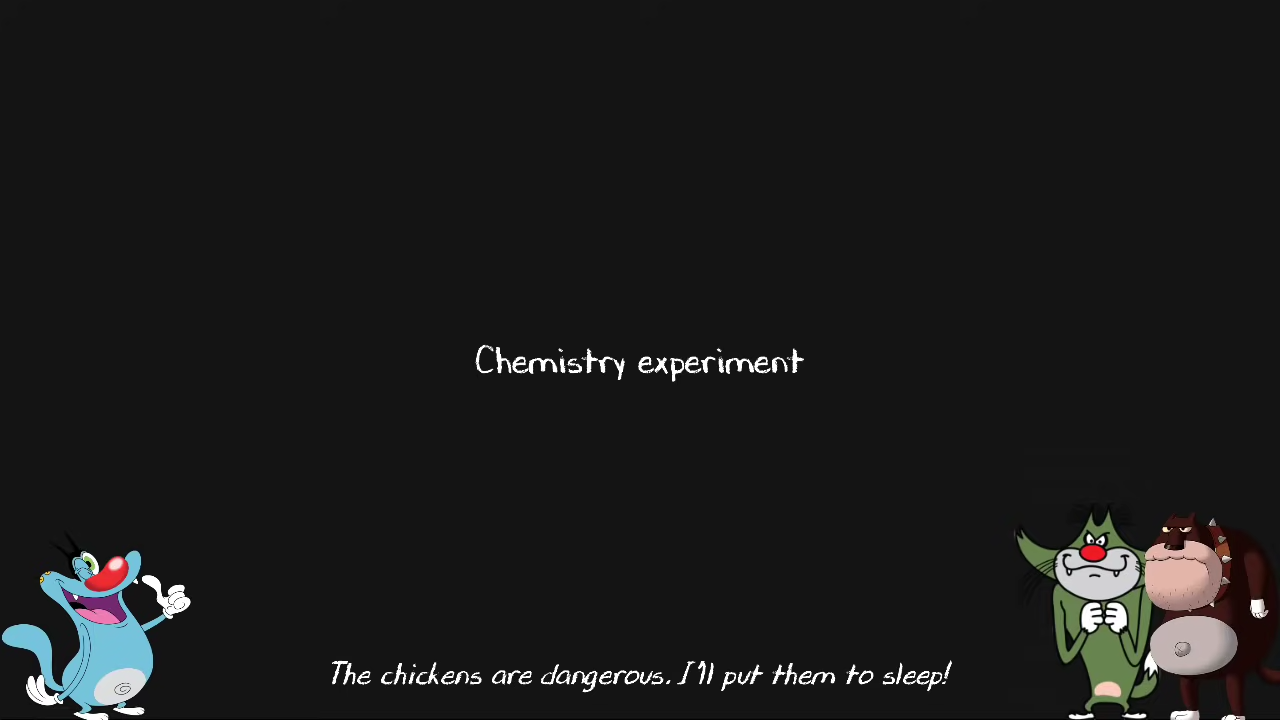 Chemistry experiment
The chickens are dangerous. I'll put them to sleep!